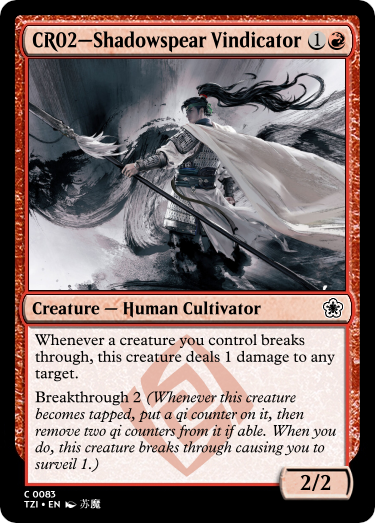 CR02—Shadowspear Vindicator 1
Creature — Human Cultivator
Whenever a creature you control breaks
through, this creature deals 1 damage to any
target.
Breakthrough 2 (Whenever this creature
becomes tapped, put a qi counter on it, then
remove two qi counters from it if able. When you
do, this creature breaks through causing you to
surveil 1.)
2/2
C 0083
TZI • EN 苏魔